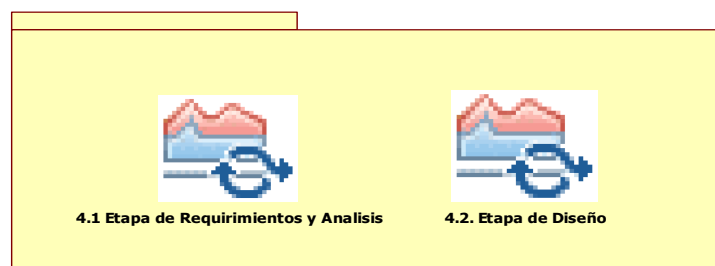 4.1 Etapa de Requirimientos y Analisis
4.2. Etapa de Diseño